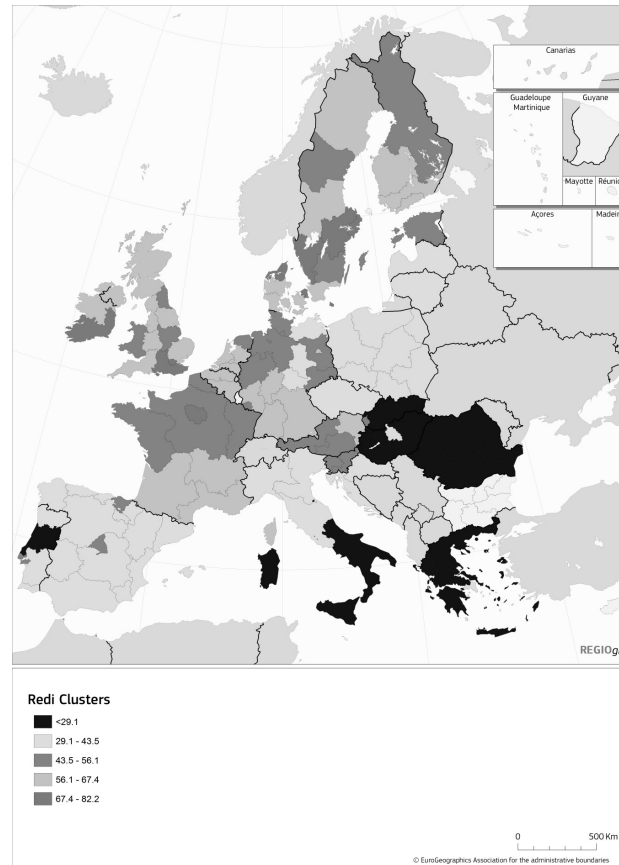 Canarias
Guadeloupe
Martinique
Guyane
Mayotte
Açores
REGIO
Redi Clusters
<29.1
29.1 - 43.5
43.5 - 56.1
56.1 - 67.4
67.4 - 82.2
0 500 Km
© EuroGeographics Association for the administrative boundaries